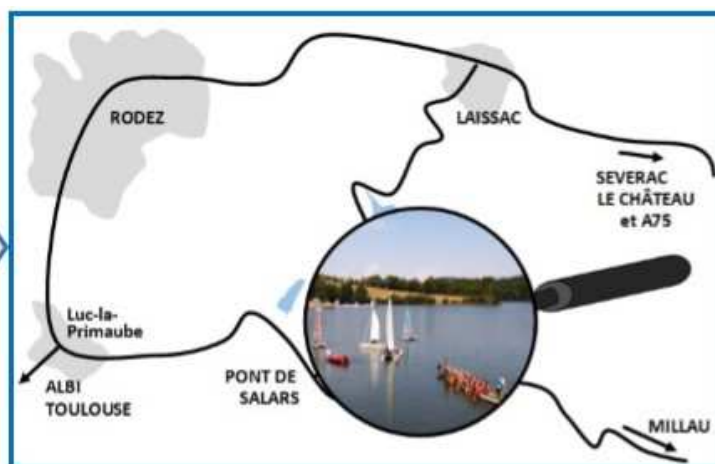 RODEZ
LAISSAC
SEVERAC
LE CHÂTEAU
et A75
Luc-la-
Primaube
ALBI
TOULOUSE
PONT DE
SALARS
MILLAU